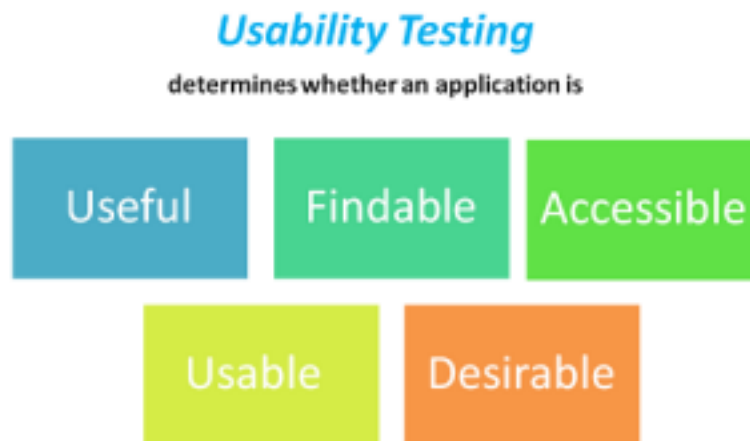 Usability Testing
determines whether an application is
Useful
Findable
Accessible
Usable
Desirable